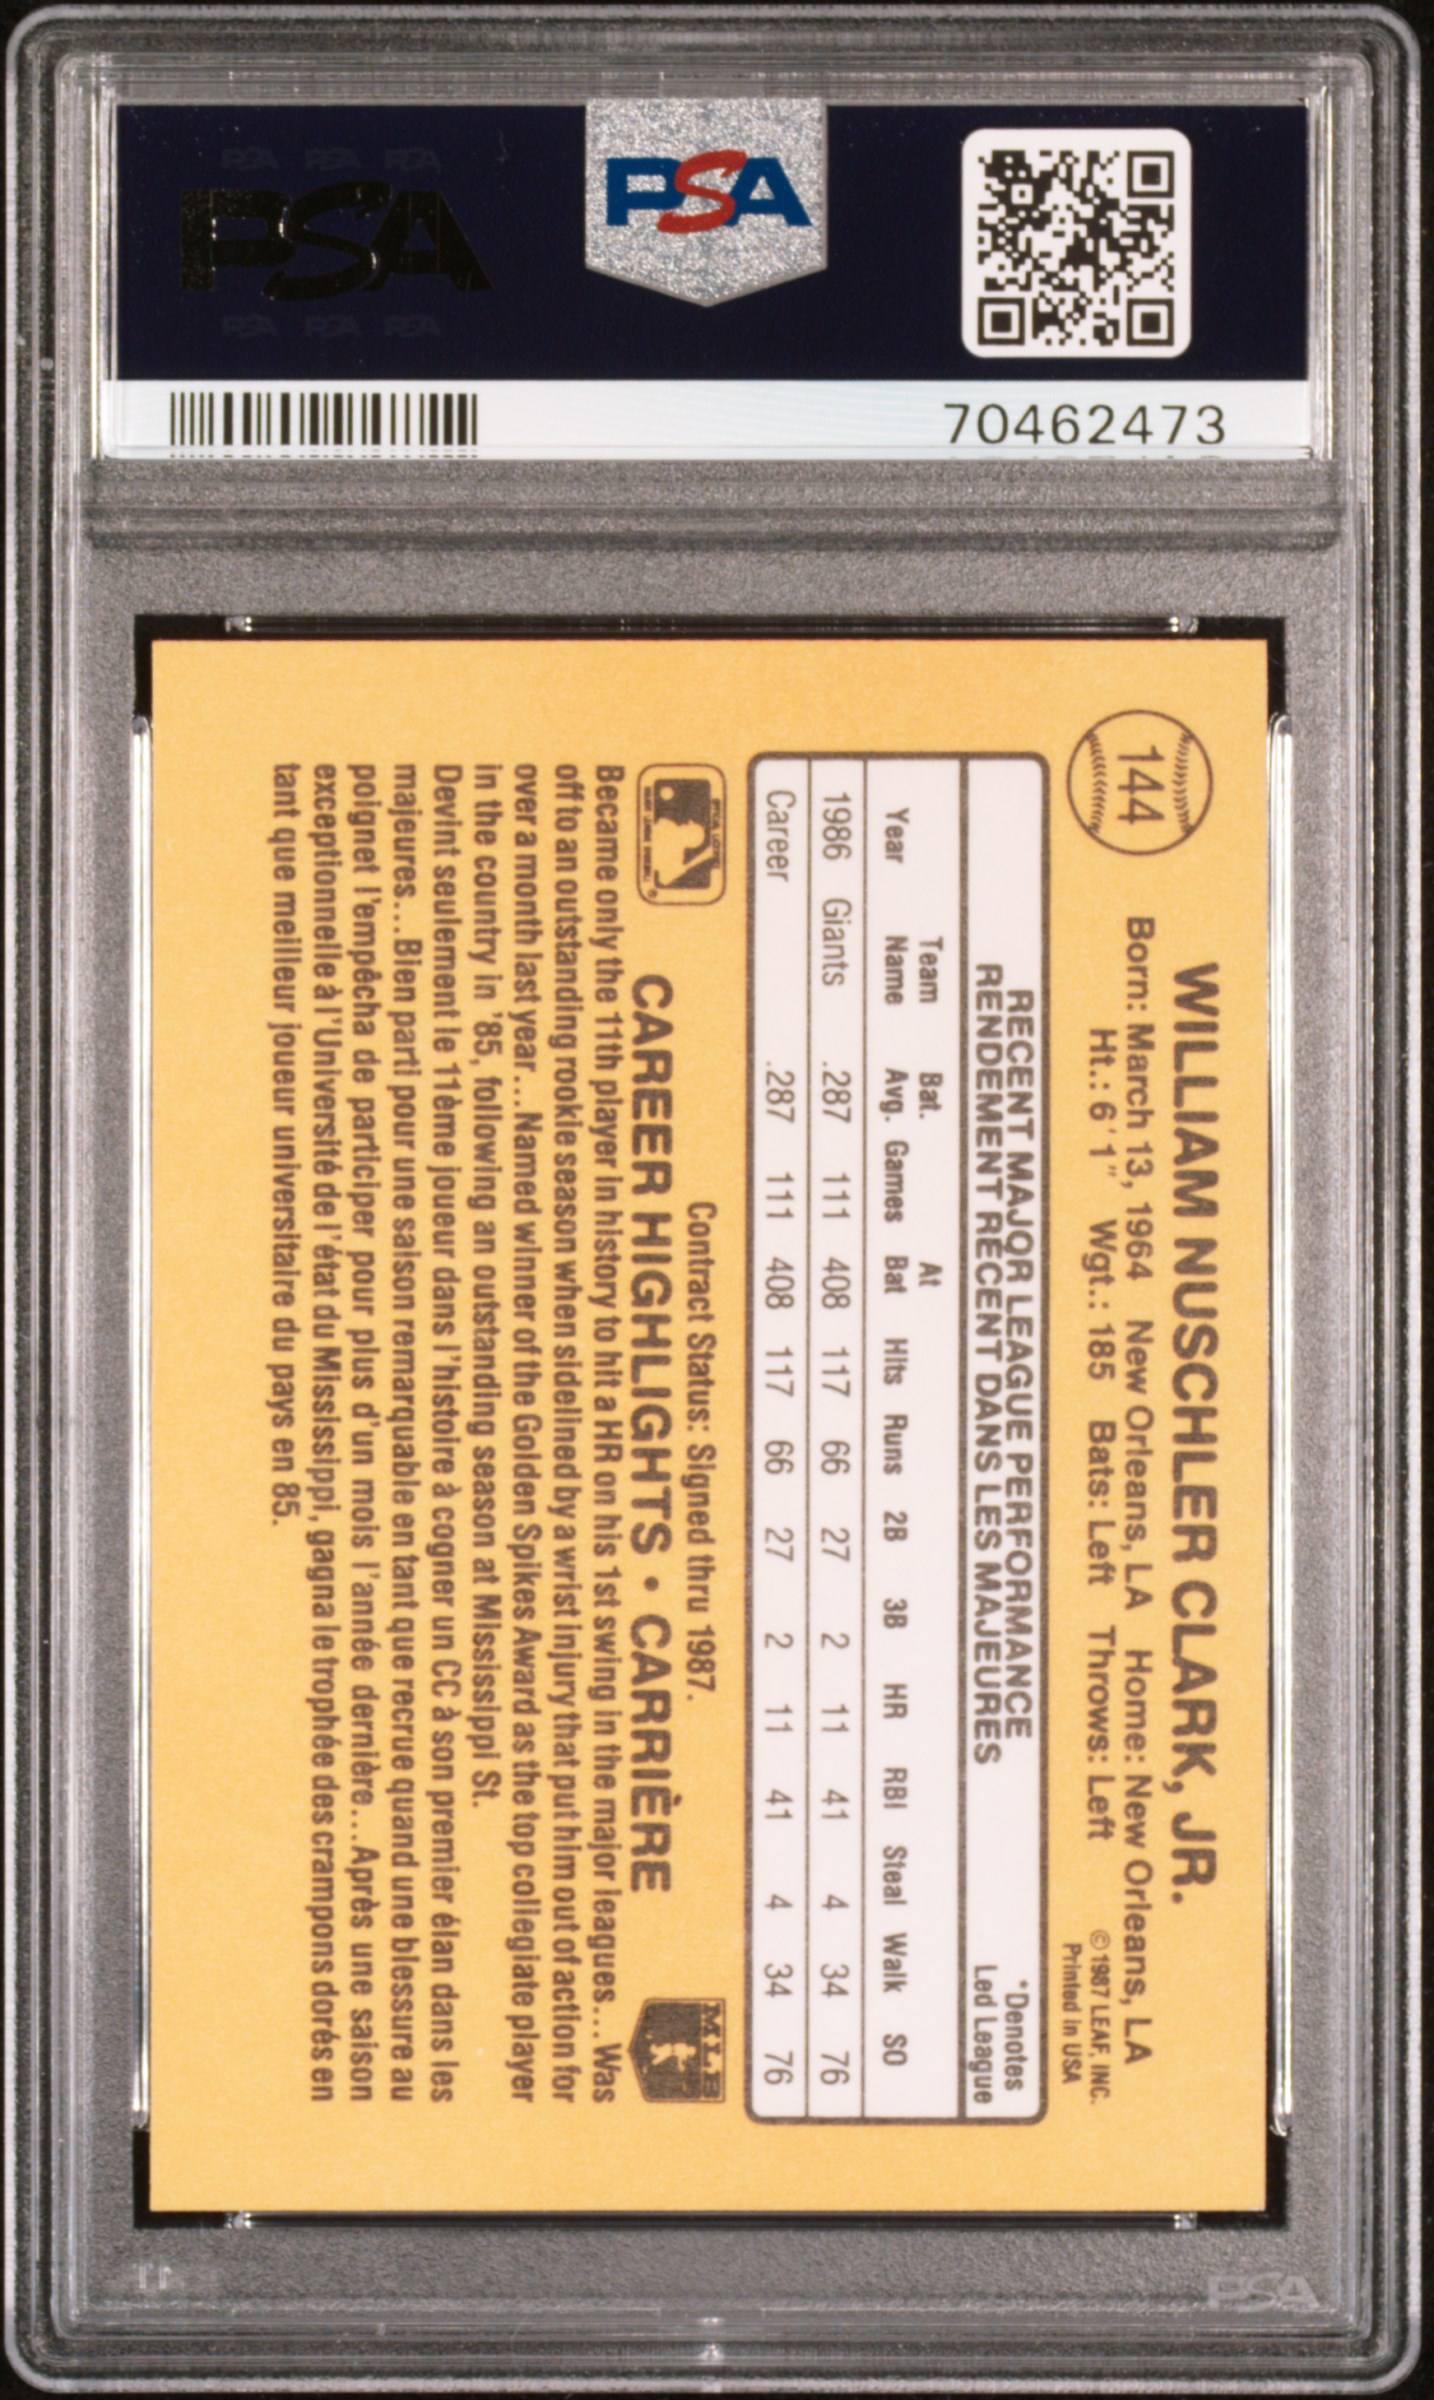 PSA PSA PSA
PSA
PSA PSA PSA
PSA
70462473
144
WILLIAM NUSCHLER CLARK, JR.
Born: March 13, 1964 New Orleans, LA Home: New Orleans, LA
Ht.: 6'1" Wgt.: 185 Bats: Left Throws: Left
© 1987 LEAF, INC.
Printed in USA
RECENT MAJOR LEAGUE PERFORMANCE
RENDEMENT RÉCENT DANS LES MAJEURES
*Denotes
Led League
Year Team Name Bat. Avg. Games At Bat Hits Runs 2B 3B HR RBI Steal Walk SO
1986 Giants .287 111 408 117 66 27 2 11 41 4 34 76
Career .287 111 408 117 66 27 2 11 41 4 34 76
Contract Status: Signed thru 1987.
CAREER HIGHLIGHTS • CARRIÈRE
MLB
Became only the 11th player in history to hit a HR on his 1st swing in the major leagues...Was
off to an outstanding rookie season when sidelined by a wrist injury that put him out of action for
over a month last year...Named winner of the Golden Spikes Award as the top collegiate player
in the country in '85, following an outstanding season at Mississippi St.
Devint seulement le 11ème joueur dans l'histoire à cogner un CC à son premier élan dans les
majeures...Bien parti pour une saison remarquable en tant que recrue quand une blessure au
poignet l'empêcha de participer pour plus d'un mois l'année dernière...Après une saison
exceptionnelle à l'Université de l'état du Mississippi, gagna le trophée des crampons dorés en
tant que meilleur joueur universitaire du pays en 85.
PSA